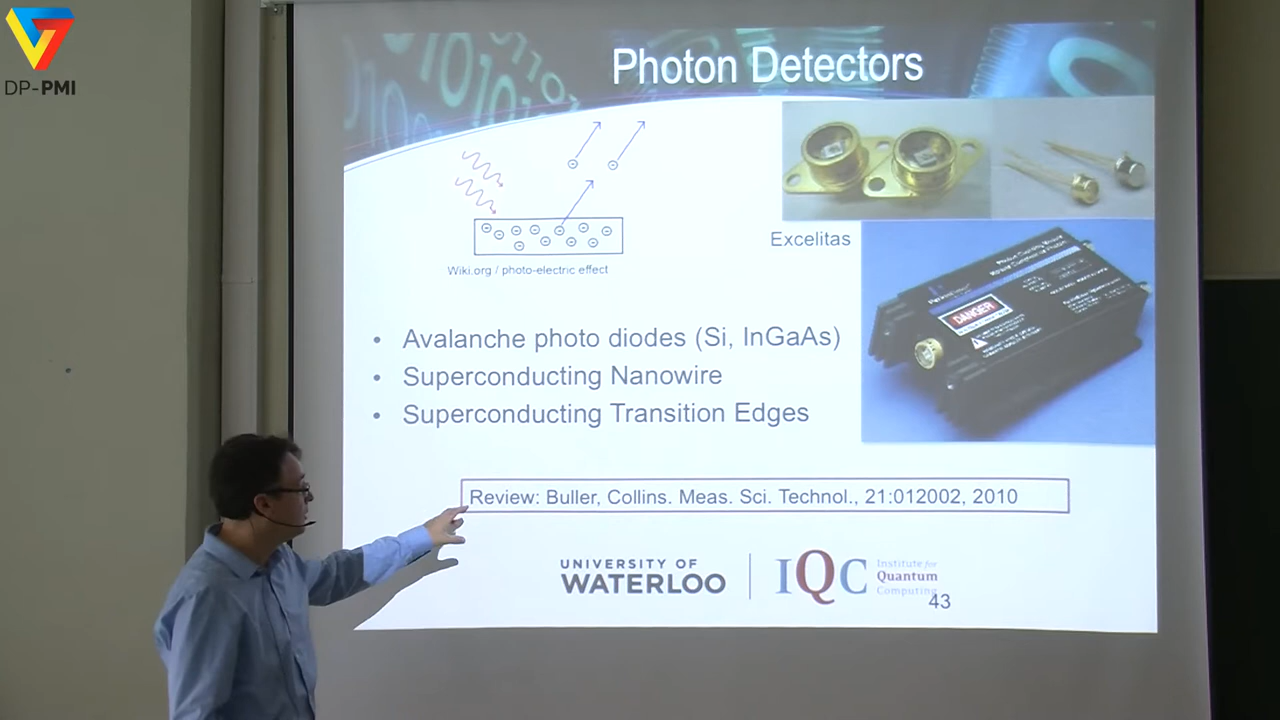 DP-PMI
Photon Detectors
Wiki.org / photo-electric effect
Excelitas
DANGER
• Avalanche photo diodes (Si, InGaAs)
• Superconducting Nanowire
• Superconducting Transition Edges
Review: Buller, Collins. Meas. Sci. Technol., 21:012002, 2010
UNIVERSITY OF
WATERLOO
IQC
Institute for
Quantum
Computing
43